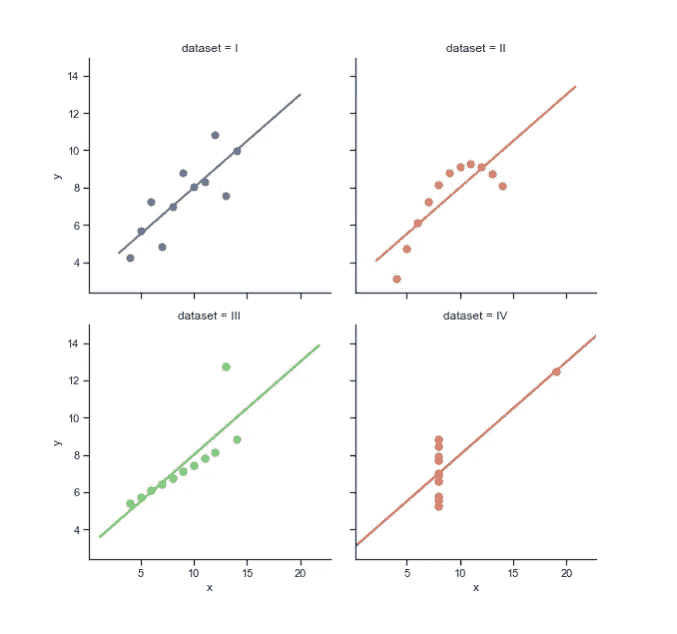 dataset = I
dataset = II
14
12
10
8
6
4
y
dataset = III
dataset = IV
14
12
10
8
6
4
y
5
10
15
20
x
5
10
15
20
x